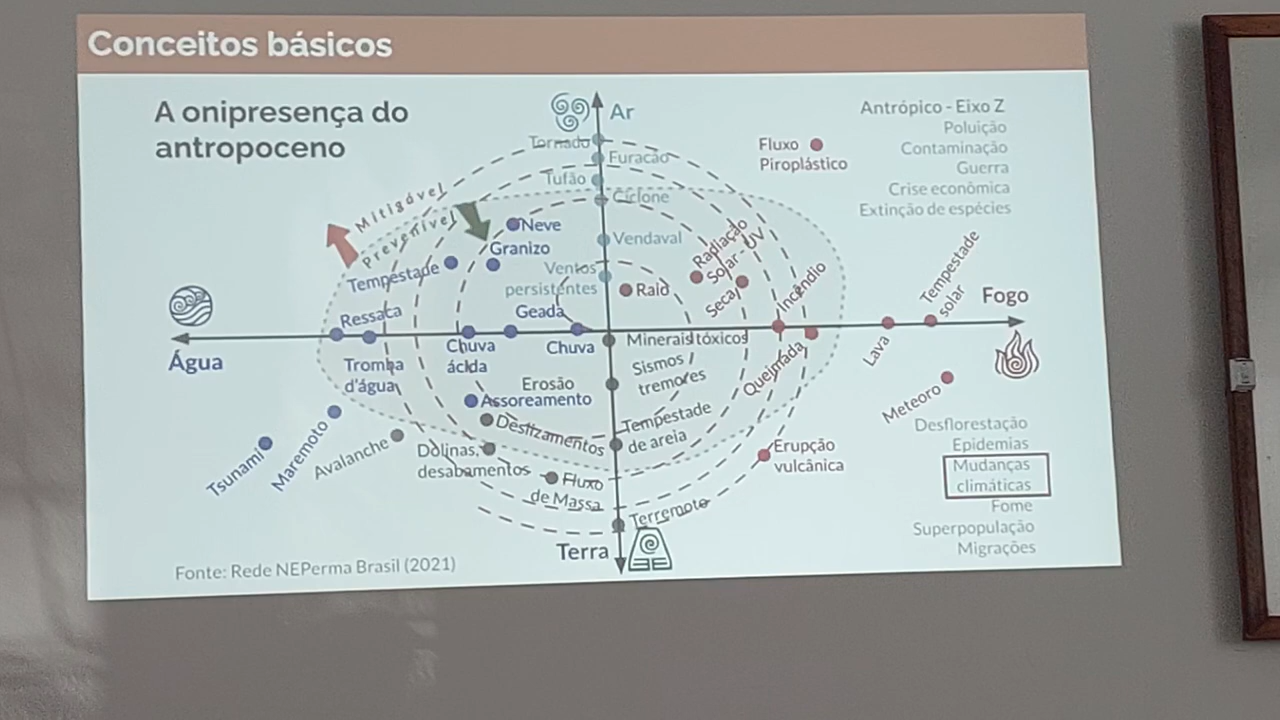 Conceitos básicos
A onipresença do
antropoceno
Ar
Tornado
Furacão
Tufão
Ciclone
Vendaval
Ventos
persistentes
Mitigável
Prevenível
Neve
Granizo
Tempestade
Ressaca
Geada
Água
Tromba
d'água
Chuva
ácida
Chuva
Erosão
Assoreamento
Deslizamentos
Dolinas,
desabamentos
Avalanche
Maremoto
Tsunami
Fluxo
de Massa
Terra
Terremoto
Minerais tóxicos
Sismos /
tremores
Tempestade
de areia
Raio
Radiação
Solar - UV
Seca
Incêndio
Queimada
Lava
Tempestade
solar
Fogo
Meteoro
Erupção
vulcânica
Fluxo
Piroplástico
Antrópico - Eixo Z
Poluição
Contaminação
Guerra
Crise econômica
Extinção de espécies
Desflorestação
Epidemias
Mudanças
climáticas
Fome
Superpopulação
Migrações
Fonte: Rede NEPerma Brasil (2021)